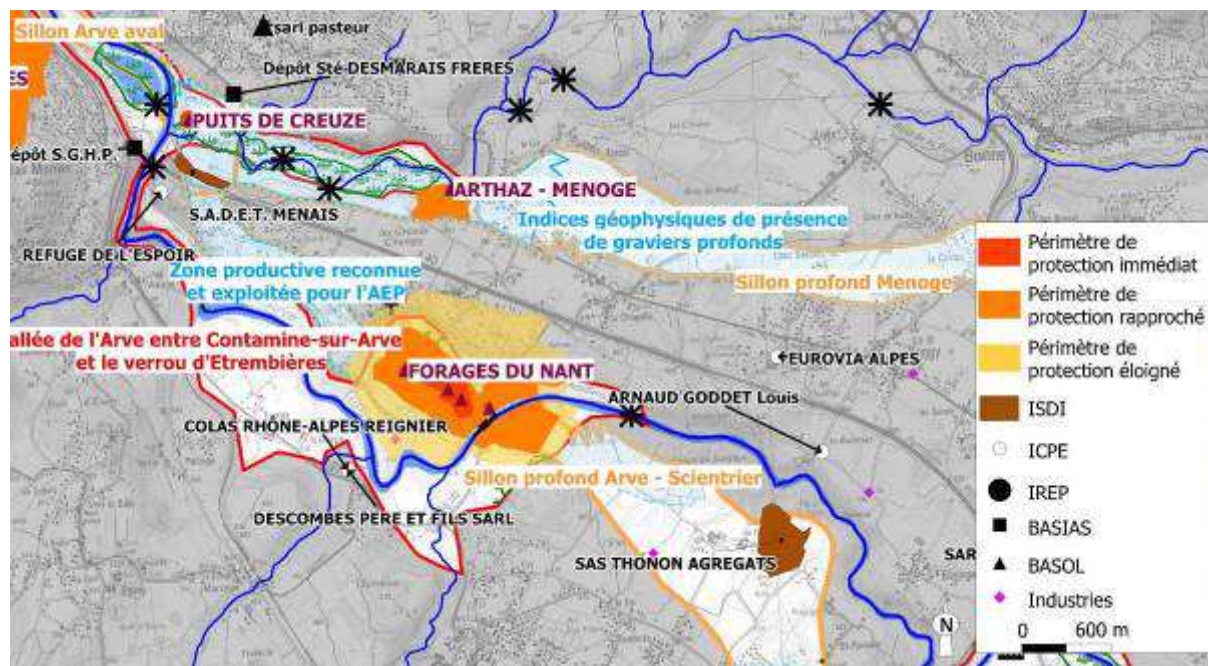 Sillon Arve aval
sarl pasteur
Dépôt Sté-DESMARAIS FRERES
ES
PUITS DE CREUZE
épôt S.G.H.P.
Bonne
ARTHAZ - MENOGE
S.A.D.E.T. MENAIS
Indices géophysiques de présence
de graviers profonds
REFUGE DE L'ESPOIR
Zone productive reconnue
et exploitée pour l'AEP
Sillon profond Menoge
allée de l'Arve entre Contamine-sur-Arve
et le verrou d'Etrembières
EUROVIA ALPES
FORAGES DU NANT
ARNAUD GODDET Louis
COLAS RHÔNE-ALPES REIGNIER
Sillon profond Arve - Scientrier
DESCOMBES PERE ET FILS SARL
SAS THONON AGREGATS
SAR
Périmètre de
protection immédiat
Périmètre de
protection rapproché
Périmètre de
protection éloigné
ISDI
ICPE
IREP
BASIAS
BASOL
Industries
N
0 600 m